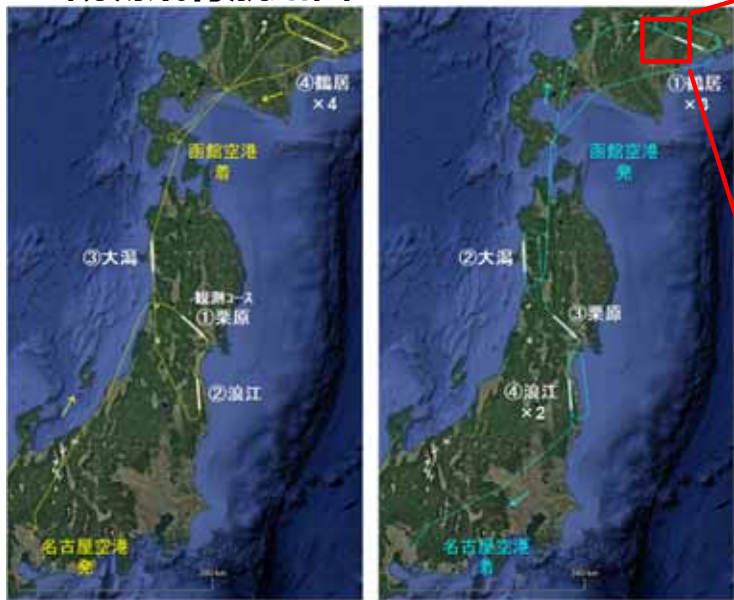 ④鶴居
×4
函館空港
着
③大潟
観測コース
①栗原
②浪江
名古屋空港
発
①鶴居
×3
函館空港
発
②大潟
③栗原
④浪江
×2
名古屋空港
着